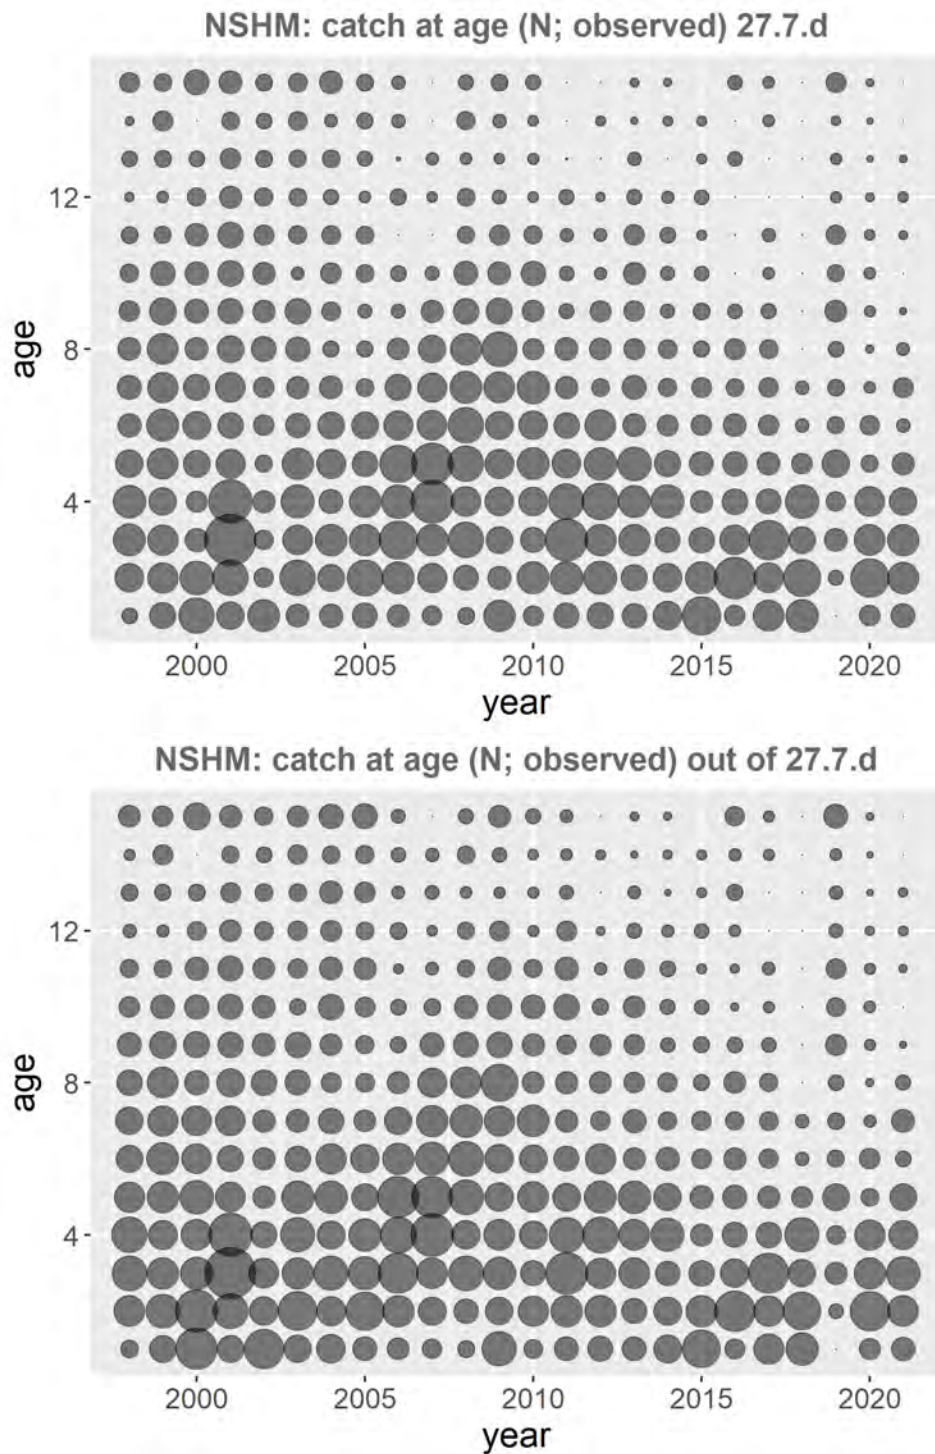 NSHM: catch at age (N; observed) 27.7.d
12
8
4
age
2000 2005 2010 2015 2020
year
NSHM: catch at age (N; observed) out of 27.7.d
12
8
4
age
2000 2005 2010 2015 2020
year